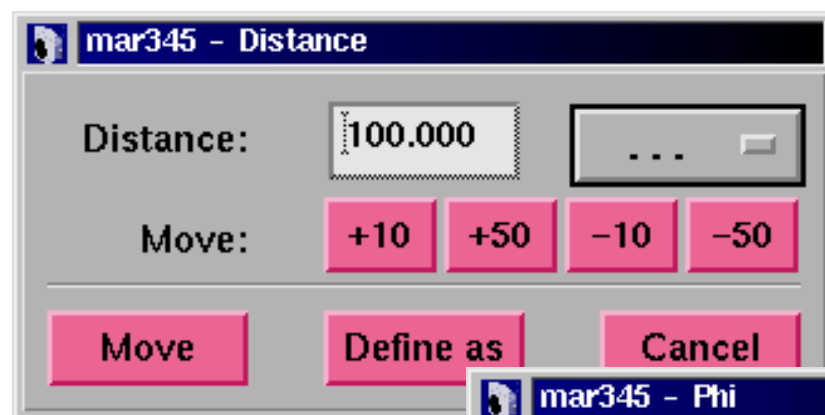 mar345 - Distance
Distance: 100.000 ...
Move: +10 +50 -10 -50
Move Define as Cancel
mar345 - Phi